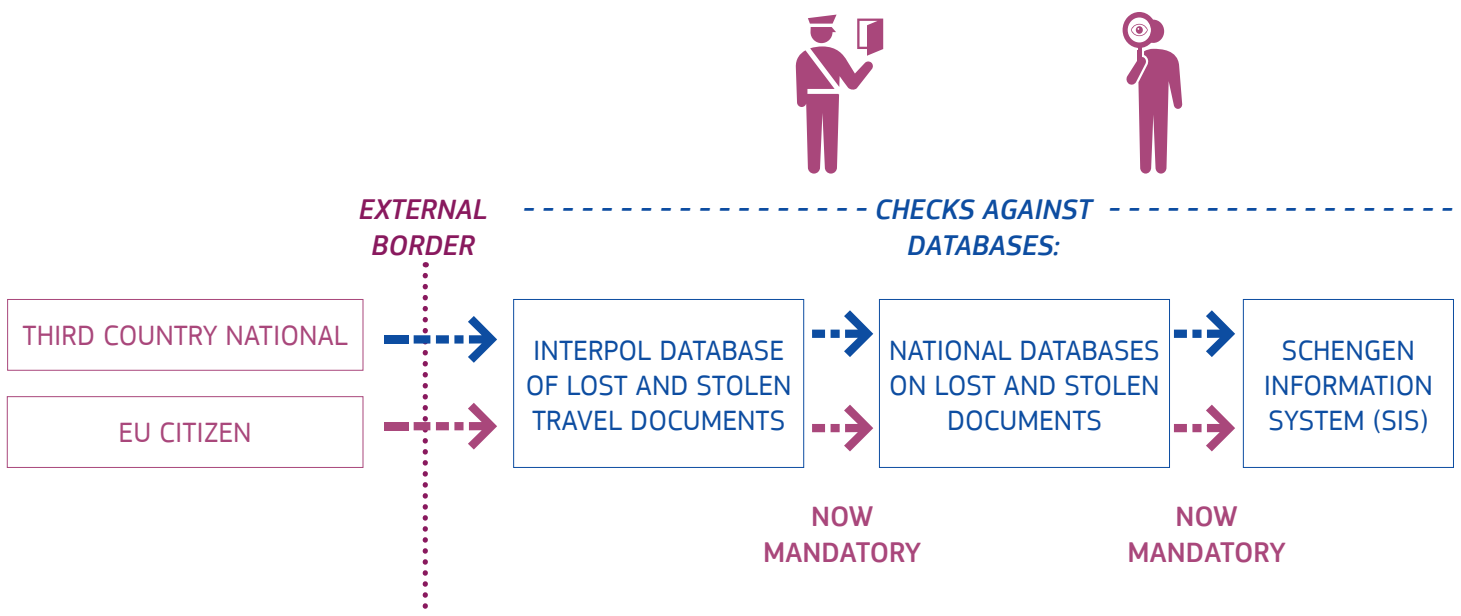 EXTERNAL
BORDER
CHECKS AGAINST
DATABASES:
THIRD COUNTRY NATIONAL
EU CITIZEN
INTERPOL DATABASE
OF LOST AND STOLEN
TRAVEL DOCUMENTS
NATIONAL DATABASES
ON LOST AND STOLEN
DOCUMENTS
SCHENGEN
INFORMATION
SYSTEM (SIS)
NOW
MANDATORY
NOW
MANDATORY